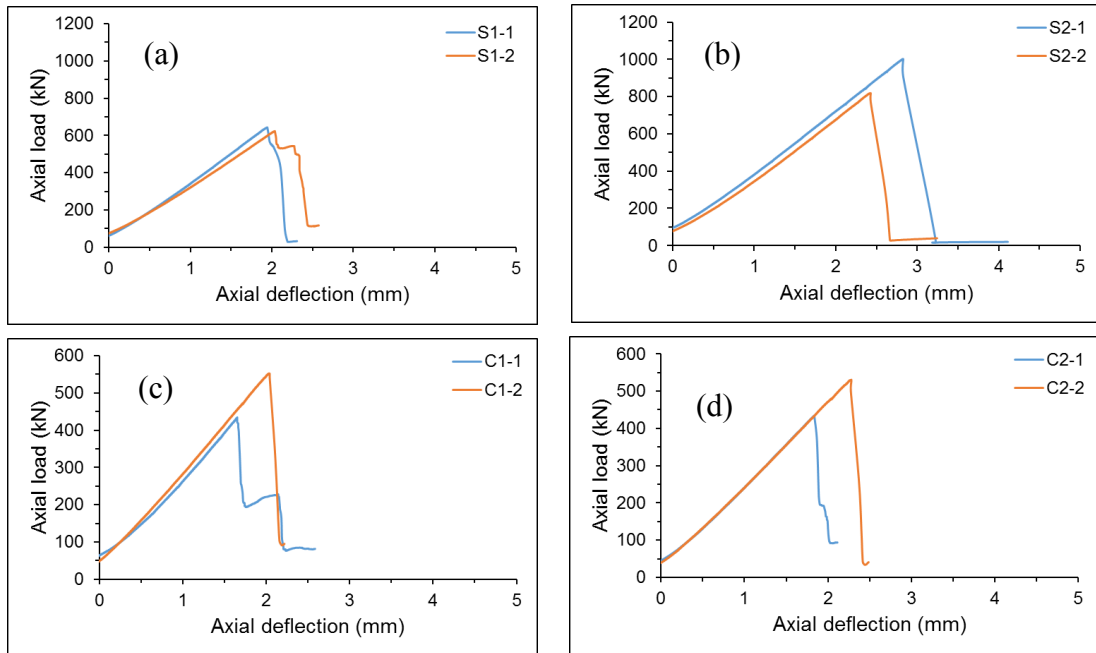 (a)
S1-1
S1-2
Axial load (kN)
1200
1000
800
600
400
200
0
0 1 2 3 4 5
Axial deflection (mm)
(b)
S2-1
S2-2
Axial load (kN)
1200
1000
800
600
400
200
0
0 1 2 3 4 5
Axial deflection (mm)
(c)
C1-1
C1-2
Axial load (kN)
600
500
400
300
200
100
0
0 1 2 3 4 5
Axial deflection (mm)
(d)
C2-1
C2-2
Axial load (kN)
600
500
400
300
200
100
0
0 1 2 3 4 5
Axial deflection (mm)